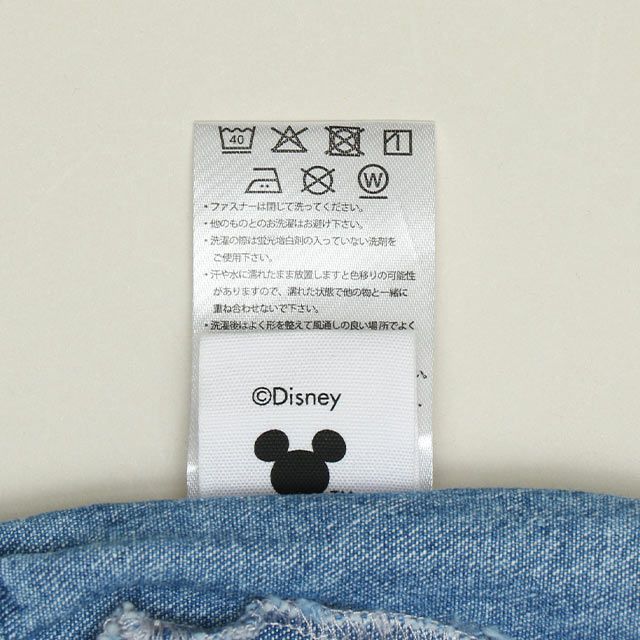 40
W
・ファスナーは閉じて洗ってください。
・他のものとのお洗濯はお避け下さい。
・洗濯の際は蛍光増白剤の入っていない洗剤を
ご使用下さい。
・汗や水に濡れたまま放置しますと色移りの可能性
がありますので、濡れた状態で他の物と一緒に
重ね合わせないで下さい。
・洗濯後はよく形を整えて風通しの良い場所でよく
©Disney
TM